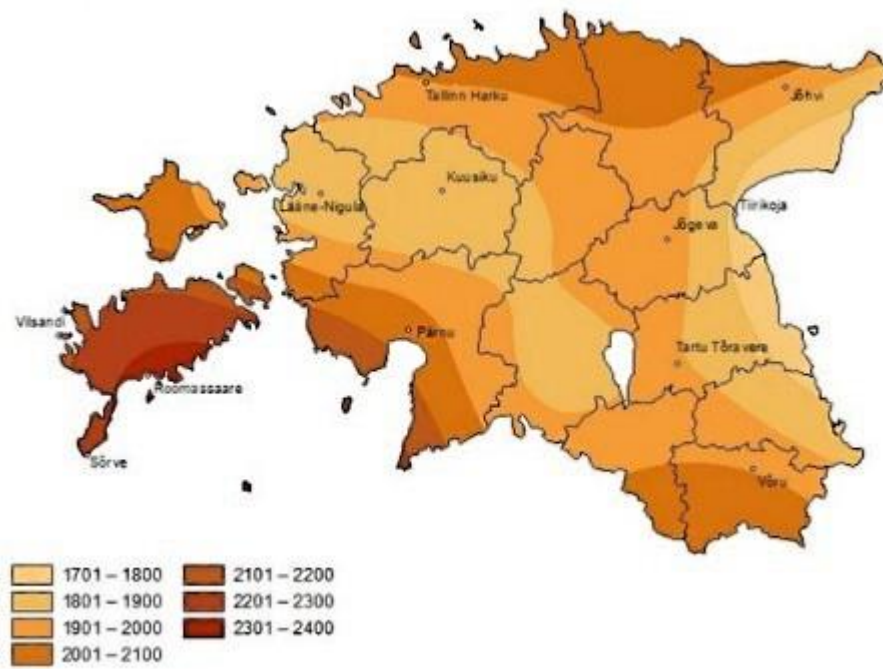 Tallinn Harku
Jõhvi
Kuusiku
Lääne-Nigula
Tiirikoja
Jõgeva
Vilsandi
Pärnu
Tartu Tõravere
Roomassaare
Sõrve
Võru
1701 – 1800
1801 – 1900
1901 – 2000
2001 – 2100
2101 – 2200
2201 – 2300
2301 – 2400